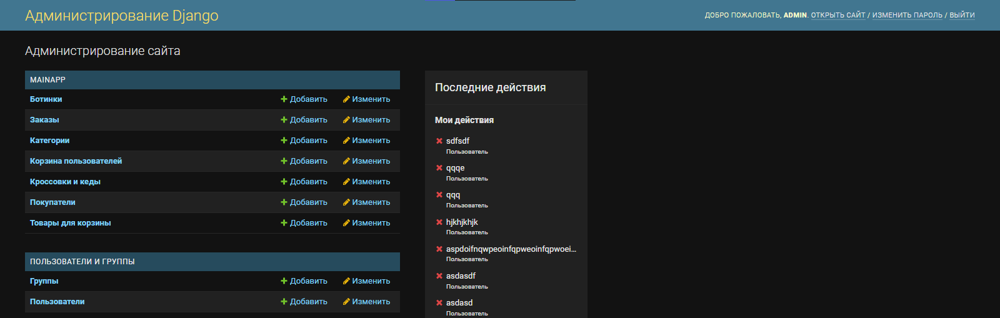 Администрирование Django
ДОБРО ПОЖАЛОВАТЬ, ADMIN. ОТКРЫТЬ САЙТ / ИЗМЕНИТЬ ПАРОЛЬ / ВЫЙТИ
Администрирование сайта
MAINAPP
Ботинки Добавить Изменить
Заказы Добавить Изменить
Категории Добавить Изменить
Корзина пользователей Добавить Изменить
Кроссовки и кеды Добавить Изменить
Покупатели Добавить Изменить
Товары для корзины Добавить Изменить
ПОЛЬЗОВАТЕЛИ И ГРУППЫ
Группы Добавить Изменить
Пользователи Добавить Изменить
Последние действия
Мои действия
sdfsdf
Пользователь
qqqe
Пользователь
qqq
Пользователь
hjkhjkhjk
Пользователь
aspdoifnqwpeoinfqpweoinfqpwoei...
Пользователь
asdasdf
Пользователь
asdasd
Пользователь